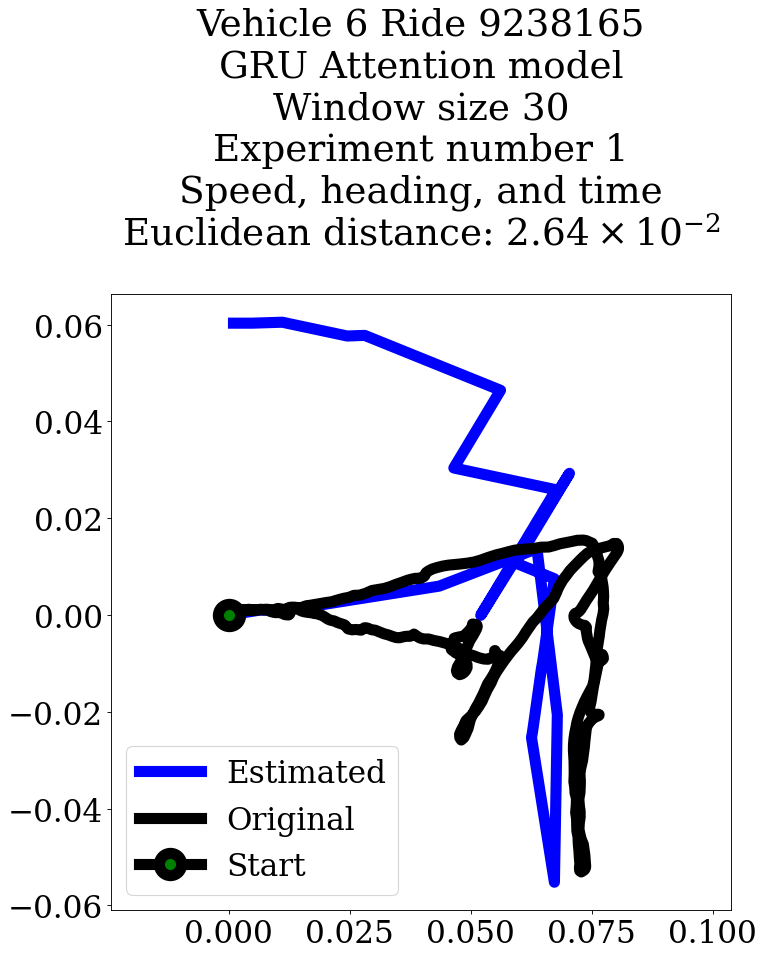 Vehicle 6 Ride 9238165
GRU Attention model
Window size 30
Experiment number 1
Speed, heading, and time
Euclidean distance: 2.64 × 10⁻²
0.06
0.04
0.02
0.00
−0.02
−0.04
−0.06
Estimated
Original
Start
0.000 0.025 0.050 0.075 0.100